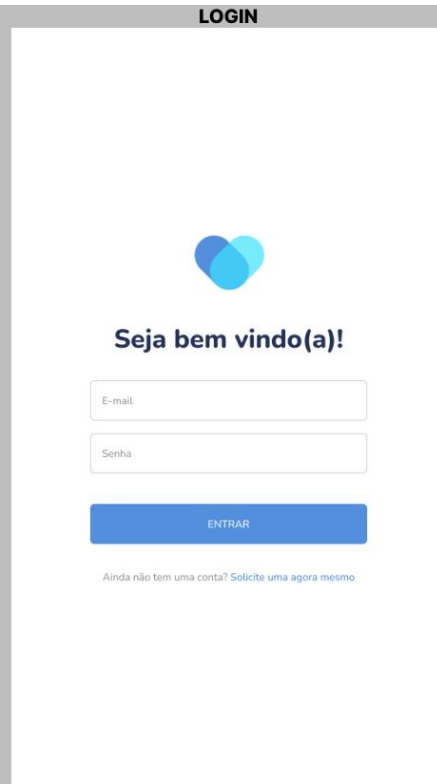 LOGIN
Seja bem vindo(a)!
E-mail
Senha
ENTRAR
Ainda não tem uma conta? Solicite uma agora mesmo